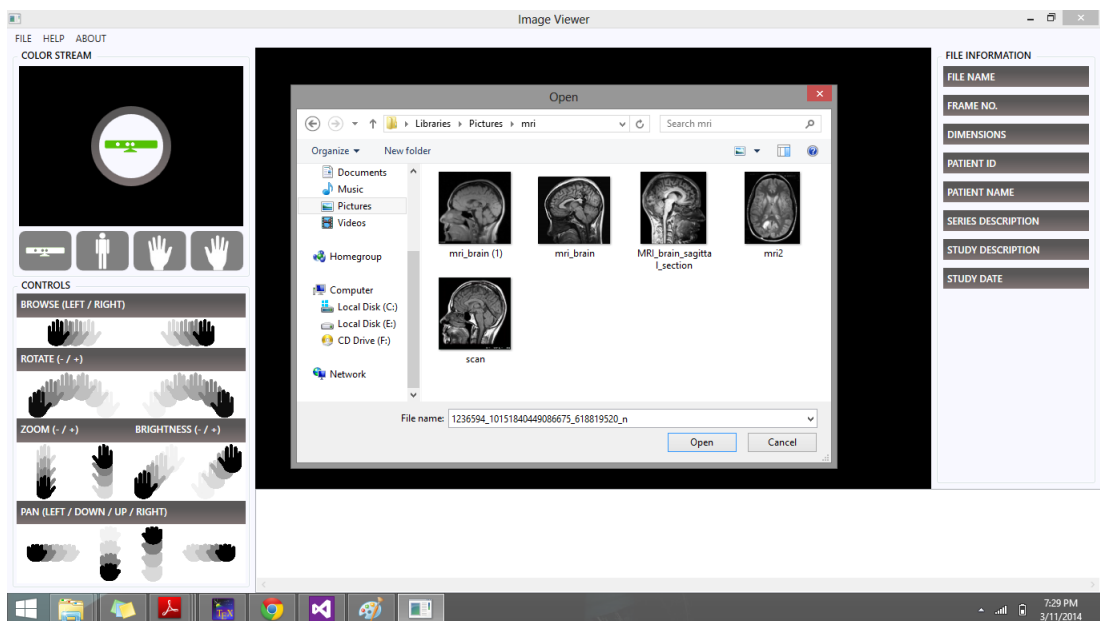 Image Viewer
FILE HELP ABOUT
COLOR STREAM
CONTROLS
BROWSE (LEFT / RIGHT)
ROTATE (- / +)
ZOOM (- / +) BRIGHTNESS (- / +)
PAN (LEFT / DOWN / UP / RIGHT)
Open
Libraries Pictures mri
Search mri
Organize New folder
Documents
Music
Pictures
Videos
Homegroup
Computer
Local Disk (C:)
Local Disk (E:)
CD Drive (F:)
Network
mri_brain (1)
mri_brain
MRI_brain_sagitta
l_section
mri2
scan
File name: 1236594_10151840449086675_618819520_n
Open Cancel
FILE INFORMATION
FILE NAME
FRAME NO.
DIMENSIONS
PATIENT ID
PATIENT NAME
SERIES DESCRIPTION
STUDY DESCRIPTION
STUDY DATE
TeX
7:29 PM
3/11/2014